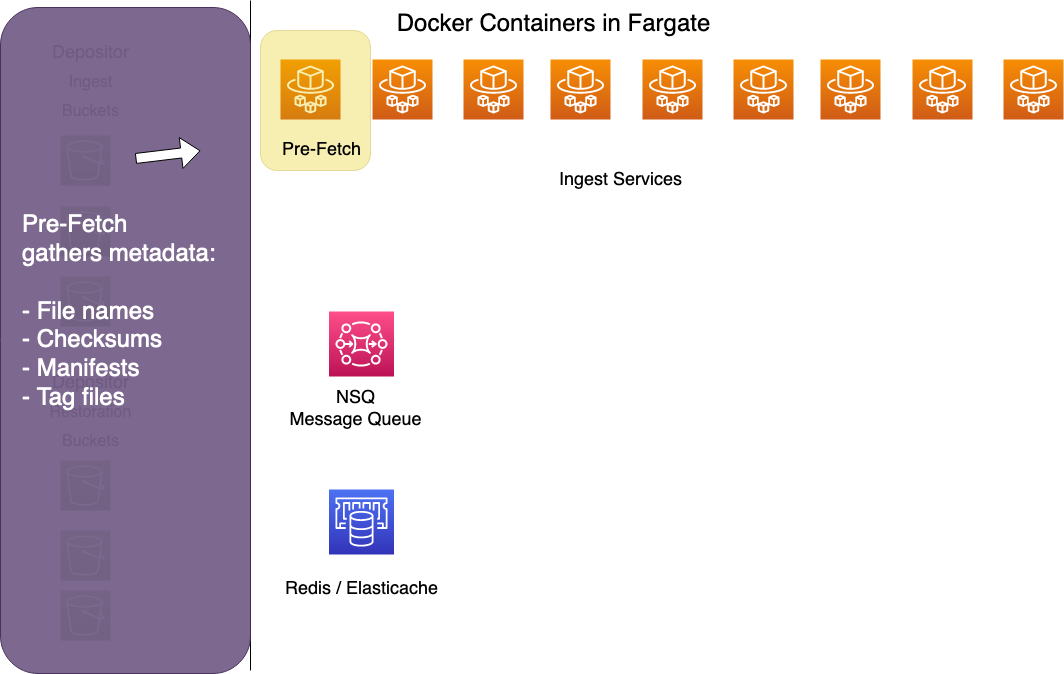 Docker Containers in Fargate
Depositor
Ingest
Buckets
Pre-Fetch
Ingest Services
Pre-Fetch
gathers metadata:
- File names
- Checksums
- Manifests
- Tag files
Depositor
Restoration
Buckets
NSQ
Message Queue
Redis / Elasticache